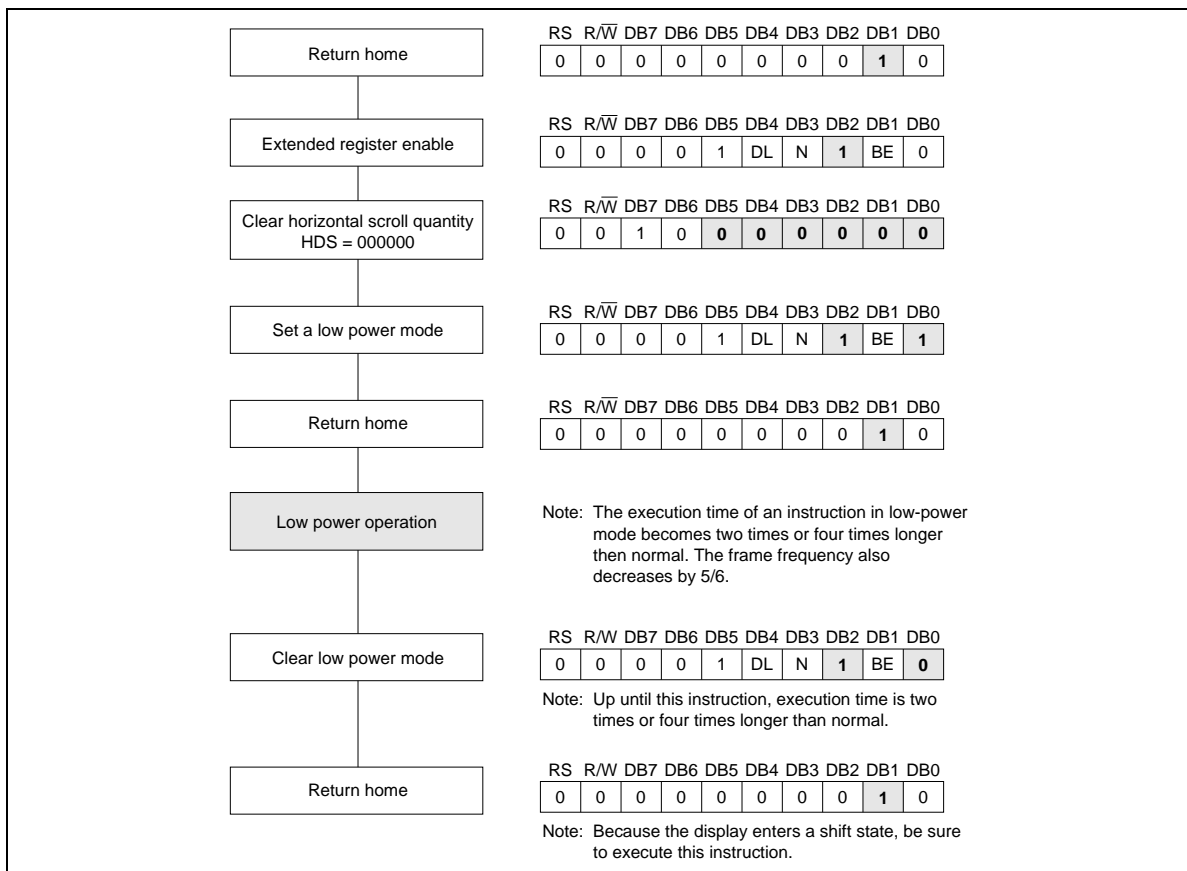 Return home
RS R/W̅ DB7 DB6 DB5 DB4 DB3 DB2 DB1 DB0
0 0 0 0 0 0 0 0 1 0
Extended register enable
RS R/W̅ DB7 DB6 DB5 DB4 DB3 DB2 DB1 DB0
0 0 0 0 1 DL N 1 BE 0
Clear horizontal scroll quantity
HDS = 000000
RS R/W̅ DB7 DB6 DB5 DB4 DB3 DB2 DB1 DB0
0 0 1 0 0 0 0 0 0 0
Set a low power mode
RS R/W̅ DB7 DB6 DB5 DB4 DB3 DB2 DB1 DB0
0 0 0 0 1 DL N 1 BE 1
Return home
RS R/W̅ DB7 DB6 DB5 DB4 DB3 DB2 DB1 DB0
0 0 0 0 0 0 0 0 1 0
Low power operation
Note: The execution time of an instruction in low-power
mode becomes two times or four times longer
then normal. The frame frequency also
decreases by 5/6.
Clear low power mode
RS R/W DB7 DB6 DB5 DB4 DB3 DB2 DB1 DB0
0 0 0 0 1 DL N 1 BE 0
Note: Up until this instruction, execution time is two
times or four times longer than normal.
Return home
RS R/W DB7 DB6 DB5 DB4 DB3 DB2 DB1 DB0
0 0 0 0 0 0 0 0 1 0
Note: Because the display enters a shift state, be sure
to execute this instruction.